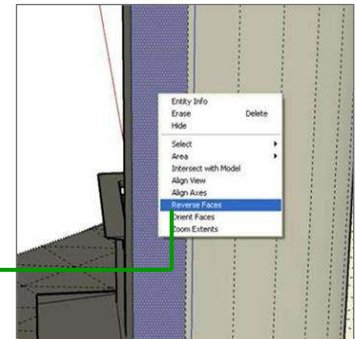 Entity Info
Erase Delete
Hide
Select
Area
Intersect with Model
Align View
Align Axes
Reverse Faces
Orient Faces
Zoom Extents